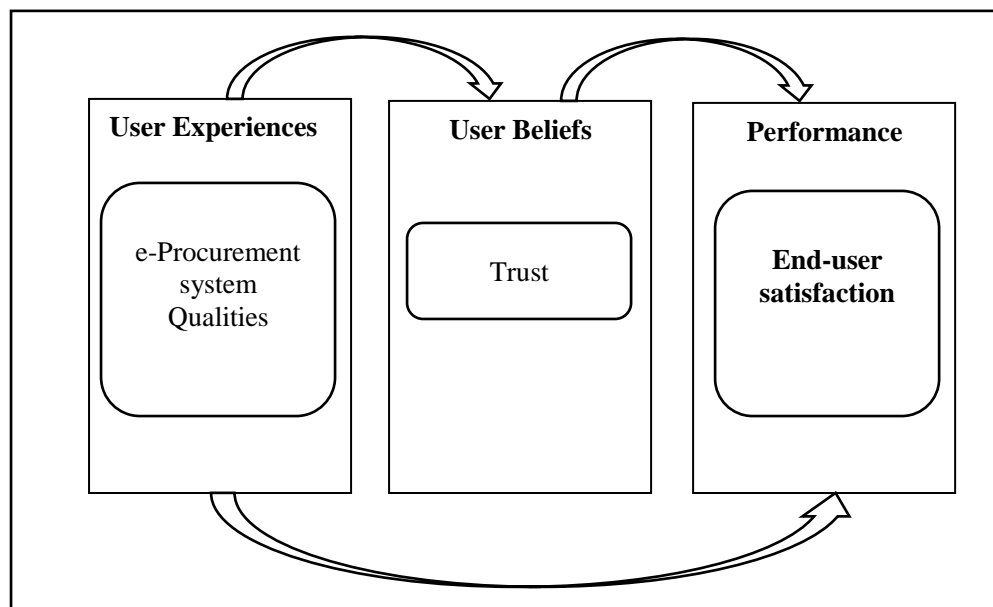 User Experiences
e-Procurement
system
Qualities
User Beliefs
Trust
Performance
End-user
satisfaction